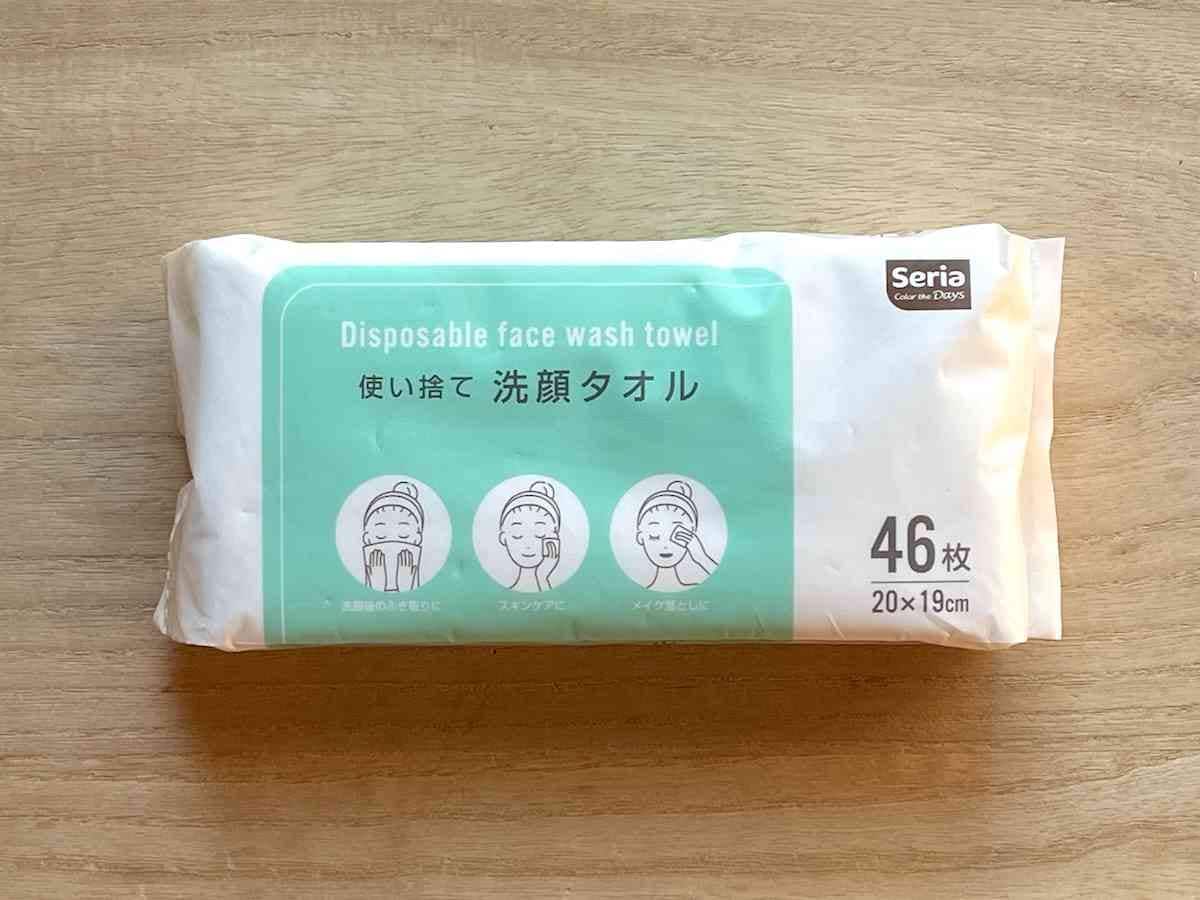 Seria
Color the Days
Disposable face wash towel
使い捨て 洗顔タオル
洗顔後のふき取りに
スキンケアに
メイク落としに
46枚
20×19cm